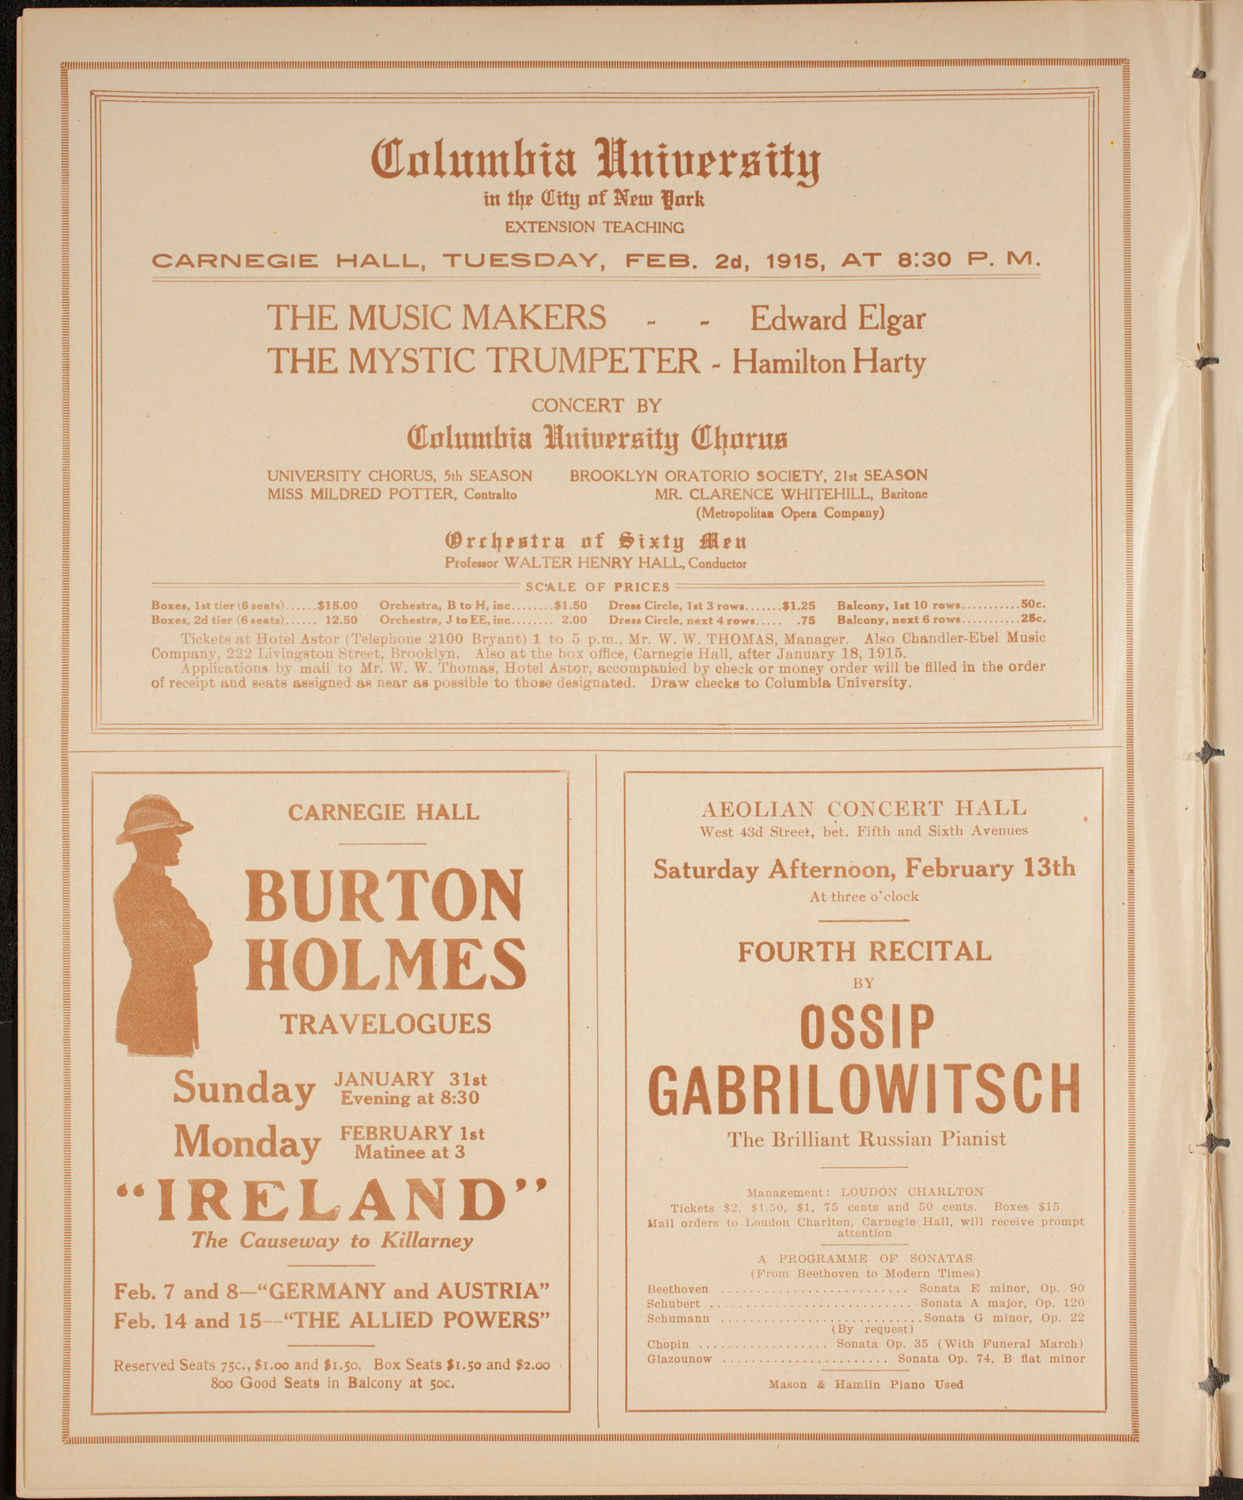 Columbia University
in the City of New York
EXTENSION TEACHING
CARNEGIE HALL, TUESDAY, FEB. 2d, 1915, AT 8:30 P. M.
THE MUSIC MAKERS - - Edward Elgar
THE MYSTIC TRUMPETER - Hamilton Harty
CONCERT BY
Columbia University Chorus
UNIVERSITY CHORUS, 5th SEASON BROOKLYN ORATORIO SOCIETY, 21st SEASON
MISS MILDRED POTTER, Contralto MR. CLARENCE WHITEHILL, Baritone
(Metropolitan Opera Company)
Orchestra of Sixty Men
Professor WALTER HENRY HALL, Conductor
SCALE OF PRICES
Boxes, 1st tier (6 seats)......$15.00 Orchestra, B to H, inc........$1.50 Dress Circle, 1st 3 rows.......$1.25 Balcony, 1st 10 rows...........50c.
Boxes, 2d tier (6 seats)...... 12.50 Orchestra, J to EE, inc........ 2.00 Dress Circle, next 4 rows..... .75 Balcony, next 6 rows...........25c.
Tickets at Hotel Astor (Telephone 2100 Bryant) 1 to 5 p.m., Mr. W. W. THOMAS, Manager. Also Chandler-Ebel Music
Company, 222 Livingston Street, Brooklyn. Also at the box office, Carnegie Hall, after January 18, 1915.
Applications by mail to Mr. W. W. Thomas, Hotel Astor, accompanied by check or money order will be filled in the order
of receipt and seats assigned as near as possible to those designated. Draw checks to Columbia University.
CARNEGIE HALL
BURTON
HOLMES
TRAVELOGUES
Sunday JANUARY 31st
Evening at 8:30
Monday FEBRUARY 1st
Matinee at 3
"IRELAND"
The Causeway to Killarney
Feb. 7 and 8—"GERMANY and AUSTRIA"
Feb. 14 and 15—"THE ALLIED POWERS"
Reserved Seats 75c., $1.00 and $1.50. Box Seats $1.50 and $2.00
800 Good Seats in Balcony at 50c.
AEOLIAN CONCERT HALL
West 43d Street, bet. Fifth and Sixth Avenues
Saturday Afternoon, February 13th
At three o'clock
FOURTH RECITAL
BY
OSSIP
GABRILOWITSCH
The Brilliant Russian Pianist
Management: LOUDON CHARLTON
Tickets $2, $1.50, $1, 75 cents and 50 cents. Boxes $15
Mail orders to Loudon Charlton, Carnegie Hall, will receive prompt
attention
A PROGRAMME OF SONATAS
(From Beethoven to Modern Times)
Beethoven .......................... Sonata E minor, Op. 90
Schubert ............................ Sonata A major, Op. 120
Schumann ............................Sonata G minor, Op. 22
(By request)
Chopin .................. Sonata Op. 35 (With Funeral March)
Glazounow ....................... Sonata Op. 74, B flat minor
Mason & Hamlin Piano Used